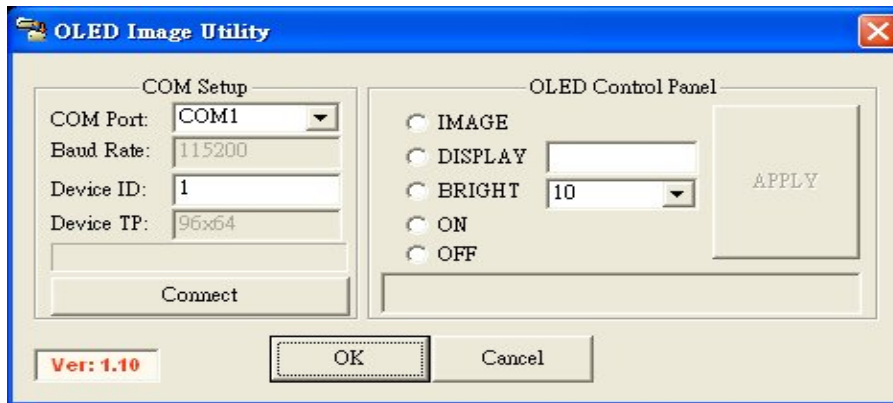 OLED Image Utility
COM Setup
COM Port: COM1
Baud Rate: 115200
Device ID: 1
Device TP: 96x64
Connect
OLED Control Panel
IMAGE
DISPLAY
BRIGHT 10
ON
OFF
APPLY
Ver: 1.10
OK
Cancel